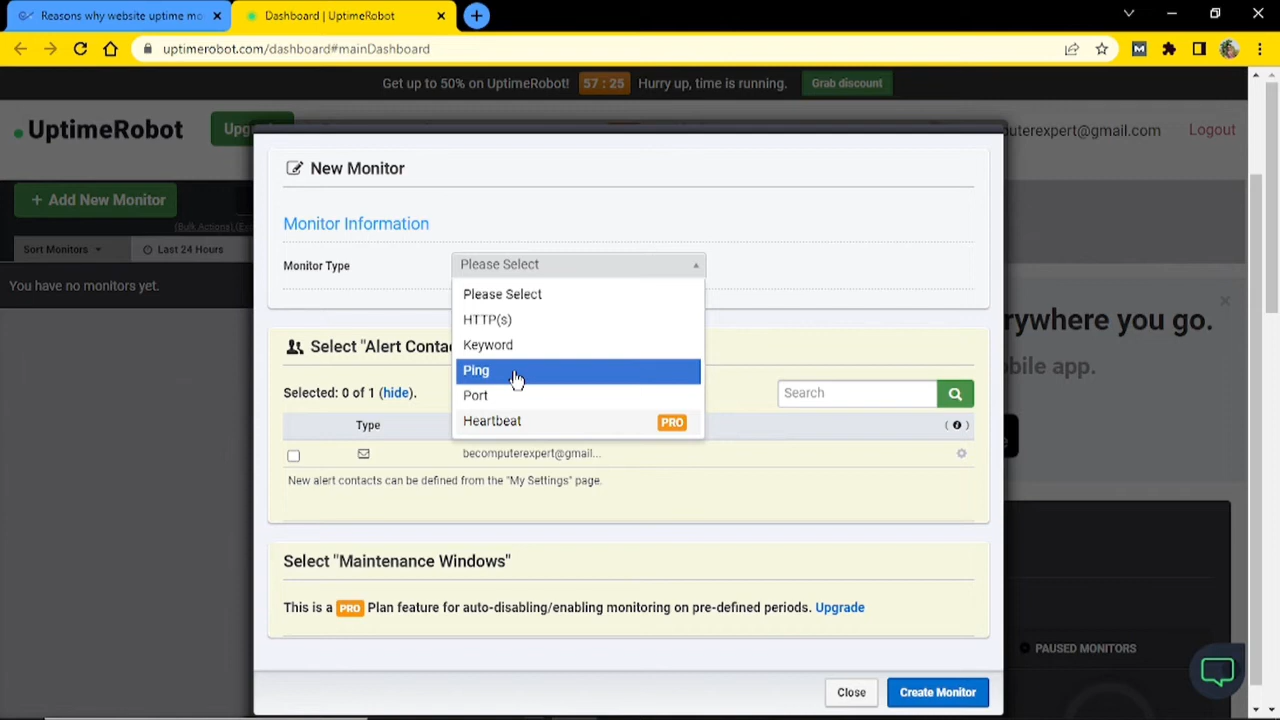 Reasons why website uptime mo
Dashboard | UptimeRobot
uptimerobot.com/dashboard#mainDashboard
Get up to 50% on UptimeRobot! 57 : 25 Hurry up, time is running. Grab discount
UptimeRobot
Upg
uterexpert@gmail.com
Logout
+ Add New Monitor
(Bulk Actions)
Sort Monitors
Last 24 Hours
You have no monitors yet.
New Monitor
Monitor Information
Monitor Type
Please Select
Please Select
HTTP(s)
Keyword
Ping
Port
Heartbeat PRO
Select "Alert Conta
Selected: 0 of 1 (hide).
Search
Type
becomputerexpert@gmail...
New alert contacts can be defined from the "My Settings" page.
Select "Maintenance Windows"
This is a PRO Plan feature for auto-disabling/enabling monitoring on pre-defined periods. Upgrade
Close
Create Monitor
rywhere you go.
obile app.
PAUSED MONITORS